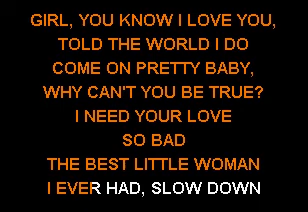 GIRL, YOU KNOW I LOVE YOU,
TOLD THE WORLD I DO
COME ON PRETTY BABY,
WHY CAN'T YOU BE TRUE?
I NEED YOUR LOVE
SO BAD
THE BEST LITTLE WOMAN
I EVER HAD, SLOW DOWN